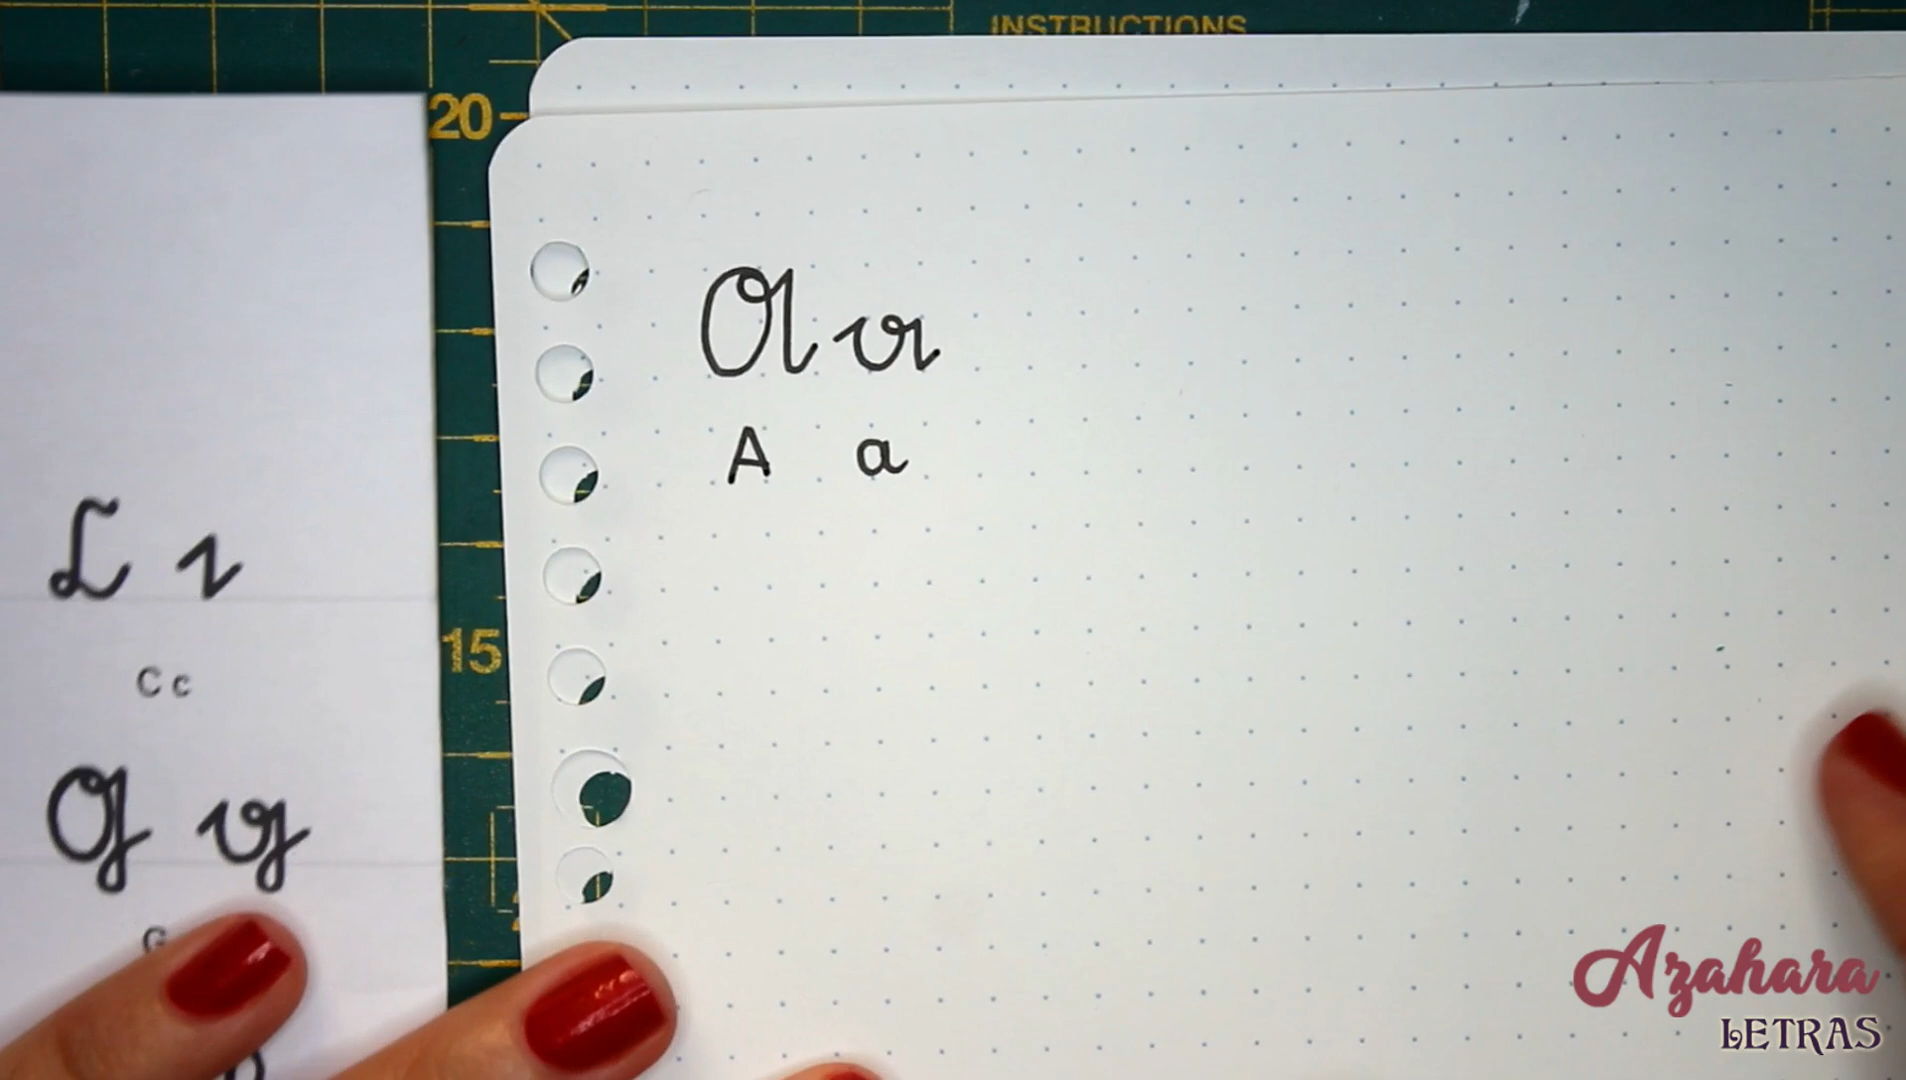 INSTRUCTIONS
20
A a
A a
C c
C c
15
G g
G
Azahara
LETRAS